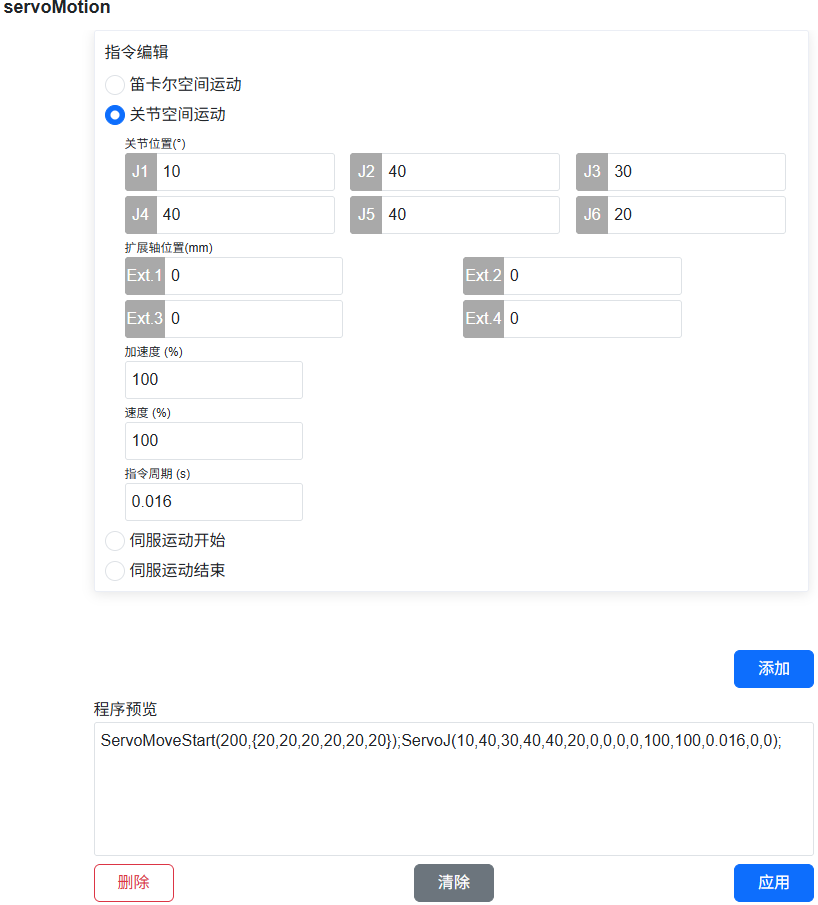 servoMotion
指令编辑
笛卡尔空间运动
关节空间运动
关节位置(°)
J1 10 J2 40 J3 30
J4 40 J5 40 J6 20
扩展轴位置(mm)
Ext.1 0 Ext.2 0
Ext.3 0 Ext.4 0
加速度 (%)
100
速度 (%)
100
指令周期 (s)
0.016
伺服运动开始
伺服运动结束
添加
程序预览
ServoMoveStart(200,{20,20,20,20,20,20});ServoJ(10,40,30,40,40,20,0,0,0,0,100,100,0.016,0,0);
删除 清除 应用